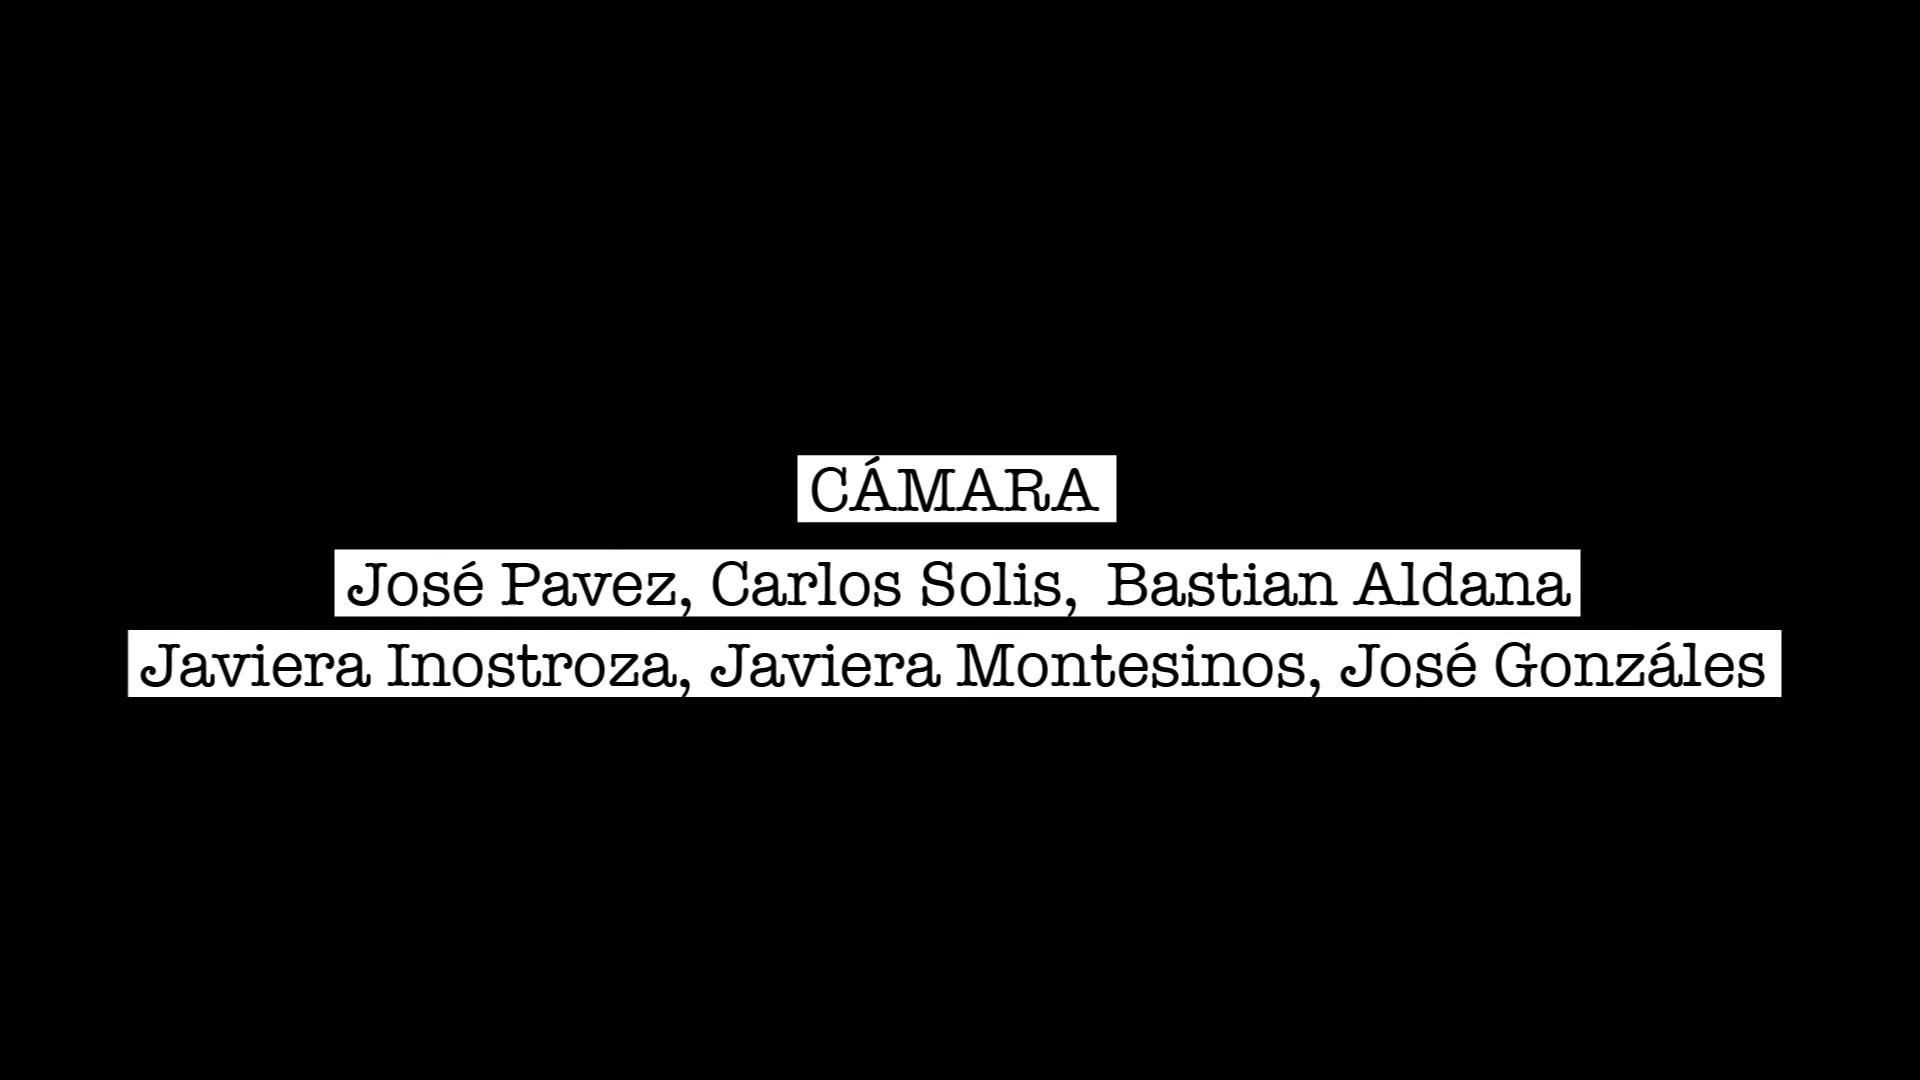 CÁMARA
José Pavez, Carlos Solis, Bastian Aldana
Javiera Inostroza, Javiera Montesinos, José Gonzáles